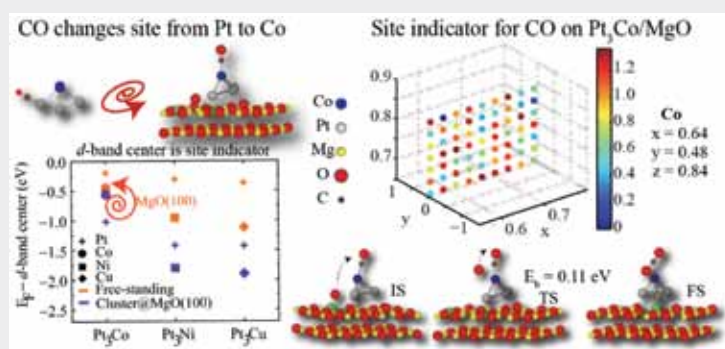 CO changes site from Pt to Co
d-band center is site indicator
E_F − d-band center (eV)
0.0
-0.5
-1.0
-1.5
-2.0
-2.5
MgO(100)
Pt
Co
Ni
Cu
Free-standing
Cluster@MgO(100)
Pt₃Co
Pt₃Ni
Pt₃Cu
Co
Pt
Mg
O
C
Site indicator for CO on Pt₃Co/MgO
0.9
0.8
0.7
1
0
-1
y
0.6
0.7
x
1.2
1.0
0.8
0.6
0.4
0.2
0
Co
x = 0.64
y = 0.48
z = 0.84
IS
E_b = 0.11 eV
TS
FS